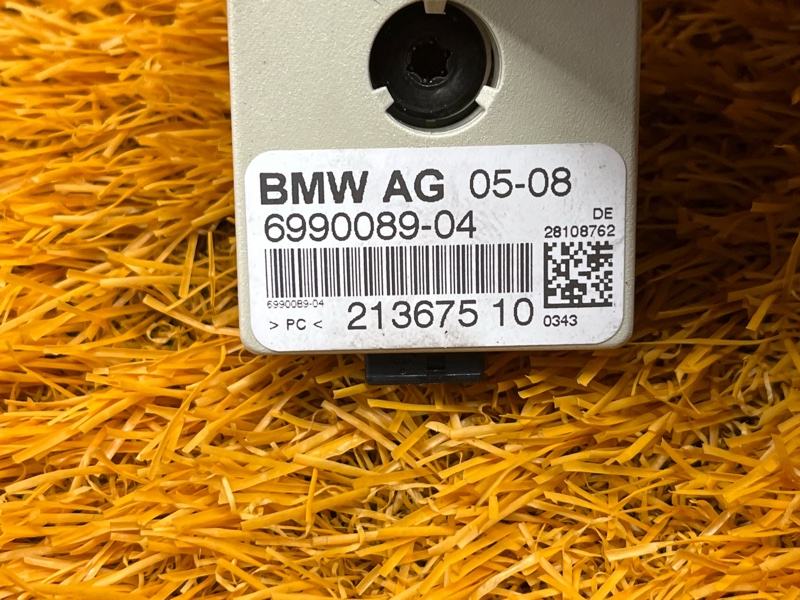 BMW AG 05-08
6990089-04
DE
28108762
6990089-04
> PC < 213675 10
0343